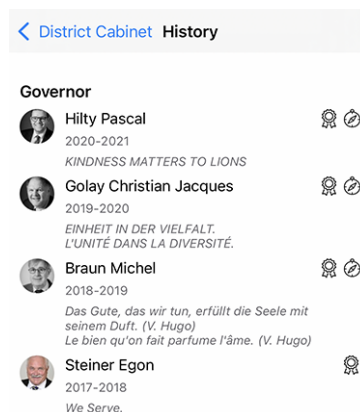 District Cabinet History
Governor
Hilty Pascal
2020-2021
KINDNESS MATTERS TO LIONS
Golay Christian Jacques
2019-2020
EINHEIT IN DER VIELFALT.
L'UNITÉ DANS LA DIVERSITÉ.
Braun Michel
2018-2019
Das Gute, das wir tun, erfüllt die Seele mit
seinem Duft. (V. Hugo)
Le bien qu'on fait parfume l'âme. (V. Hugo)
Steiner Egon
2017-2018
We Serve.